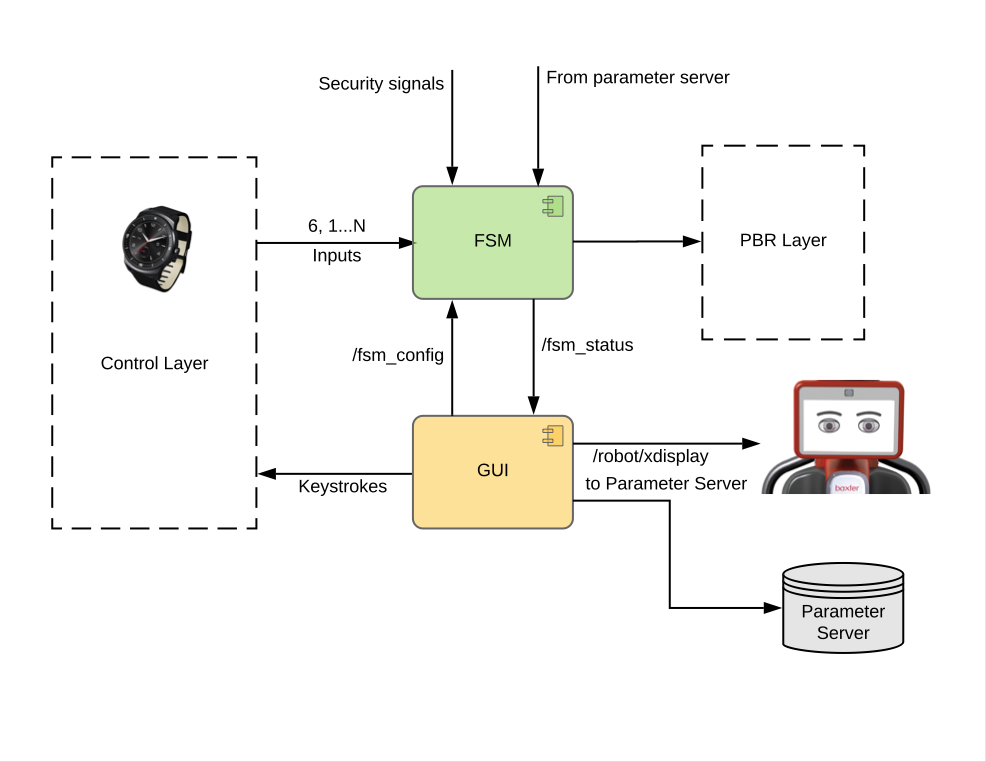 Security signals
From parameter server
6, 1...N
Inputs
FSM
PBR Layer
Control Layer
/fsm_config
/fsm_status
GUI
/robot/xdisplay
to Parameter Server
Keystrokes
baxter
Parameter
Server